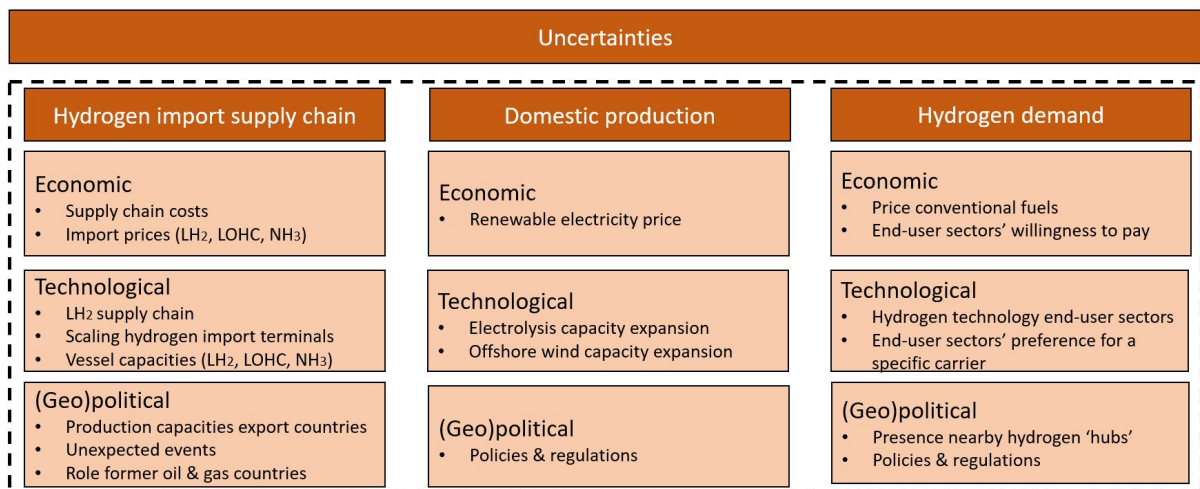 Uncertainties
Hydrogen import supply chain
Economic
• Supply chain costs
• Import prices (LH2, LOHC, NH3)
Technological
• LH2 supply chain
• Scaling hydrogen import terminals
• Vessel capacities (LH2, LOHC, NH3)
(Geo)political
• Production capacities export countries
• Unexpected events
• Role former oil & gas countries
Domestic production
Economic
• Renewable electricity price
Technological
• Electrolysis capacity expansion
• Offshore wind capacity expansion
(Geo)political
• Policies & regulations
Hydrogen demand
Economic
• Price conventional fuels
• End-user sectors’ willingness to pay
Technological
• Hydrogen technology end-user sectors
• End-user sectors’ preference for a
specific carrier
(Geo)political
• Presence nearby hydrogen ‘hubs’
• Policies & regulations